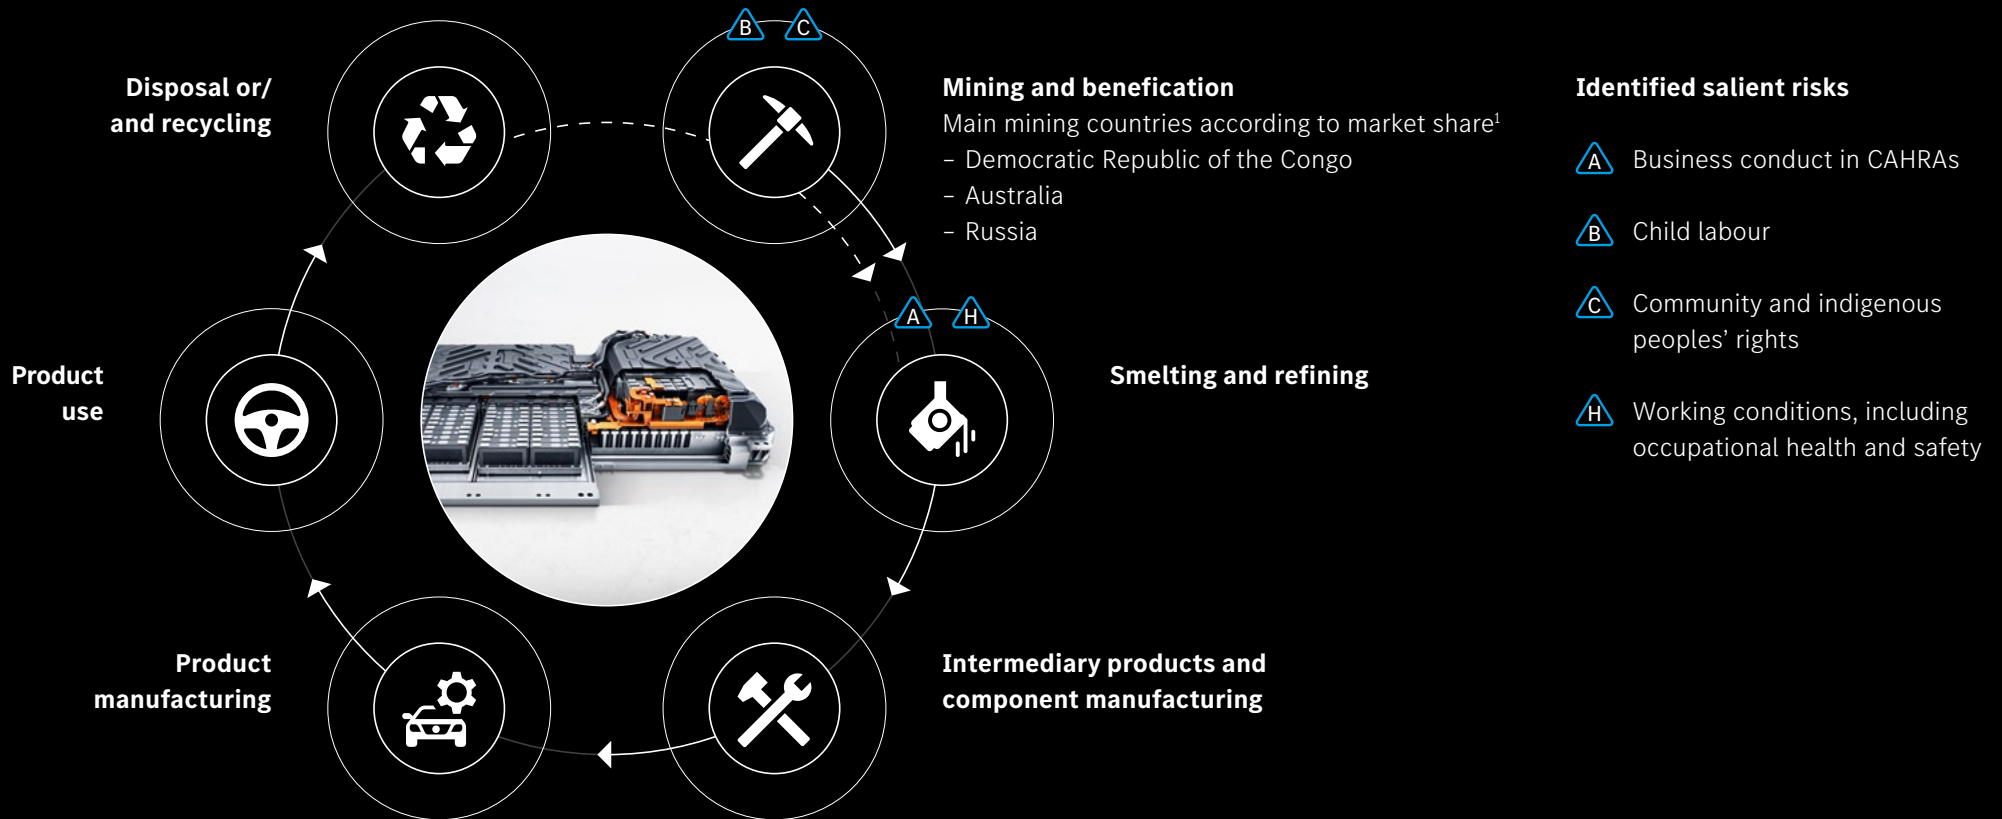 B C
Disposal or/
and recycling
Mining and benefication
Main mining countries according to market share¹
– Democratic Republic of the Congo
– Australia
– Russia
A H
Smelting and refining
Product
use
Product
manufacturing
Intermediary products and
component manufacturing
Identified salient risks
A Business conduct in CAHRAs
B Child labour
C Community and indigenous
peoples’ rights
H Working conditions, including
occupational health and safety